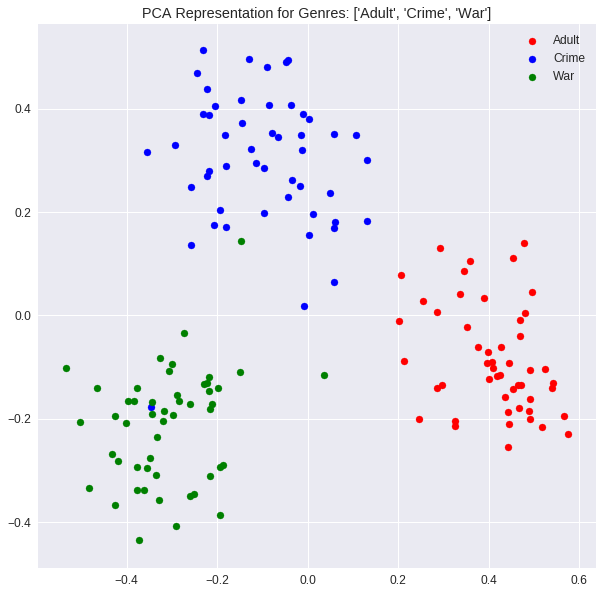 PCA Representation for Genres: ['Adult', 'Crime', 'War']
Adult
Crime
War
0.4
0.2
0.0
−0.2
−0.4
−0.4 −0.2 0.0 0.2 0.4 0.6